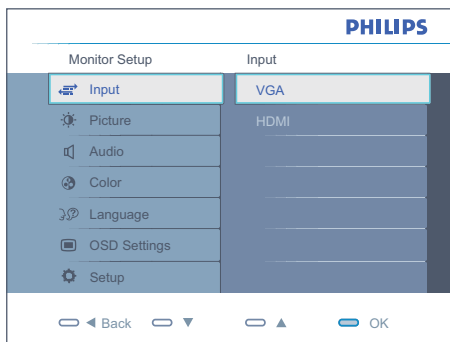 PHILIPS
Monitor Setup
Input
Input
VGA
Picture
HDMI
Audio
Color
Language
OSD Settings
Setup
Back
OK